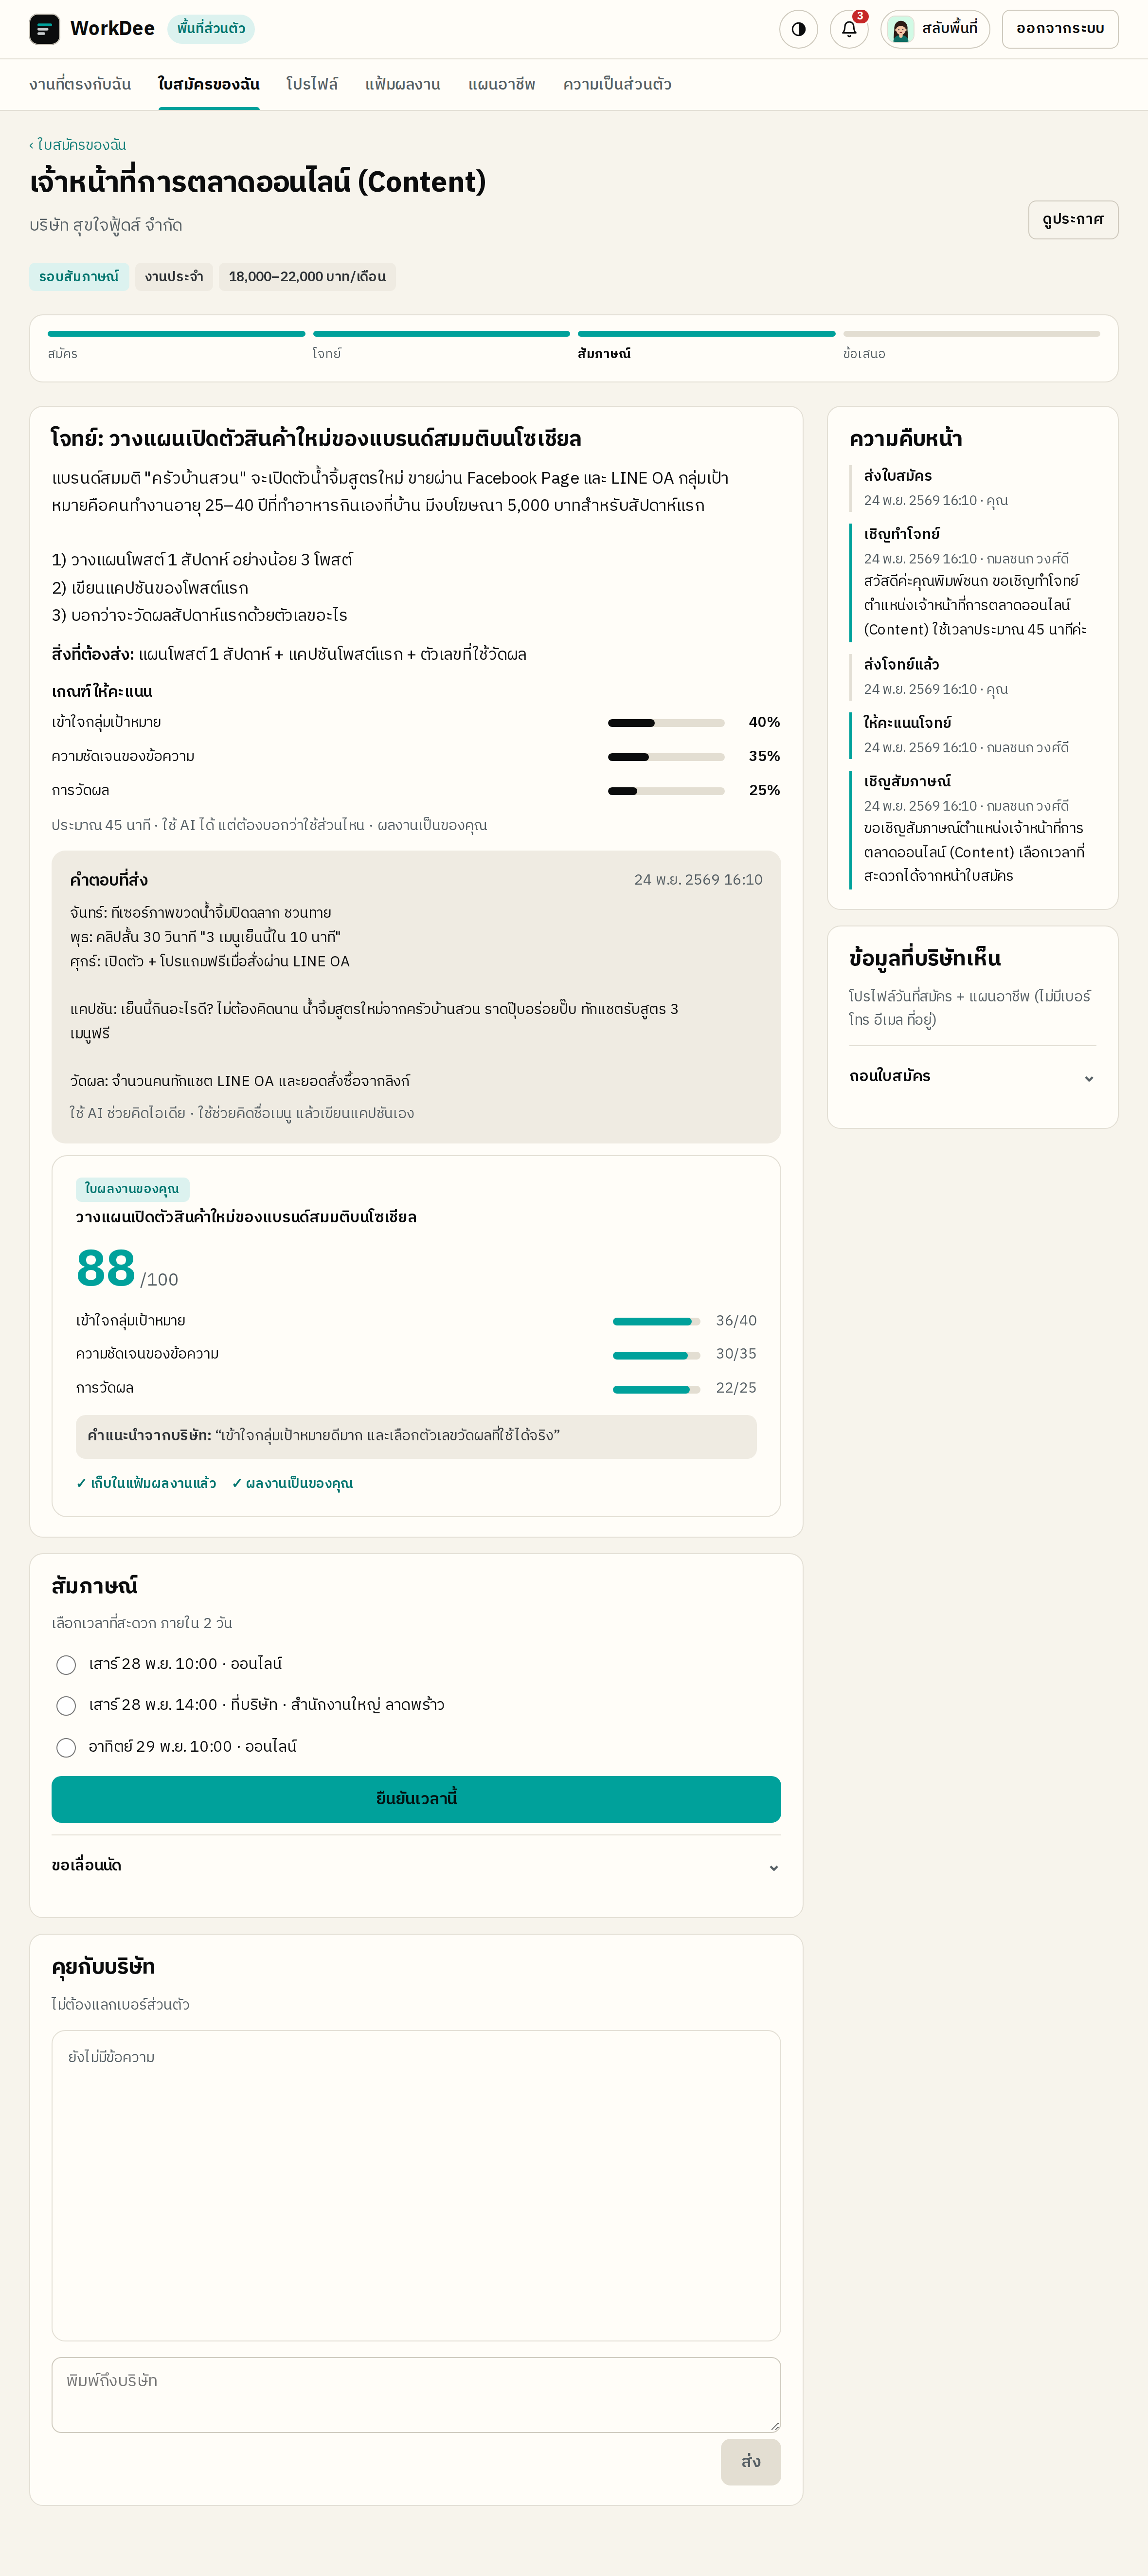 WorkDee
พื้นที่ส่วนตัว
3
สลับพื้นที่
ออกจากระบบ
งานที่ตรงกับฉัน
ใบสมัครของฉัน
โปรไฟล์
แฟ้มผลงาน
แผนอาชีพ
ความเป็นส่วนตัว
‹ ใบสมัครของฉัน
เจ้าหน้าที่การตลาดออนไลน์ (Content)
บริษัท สุขใจฟู้ดส์ จำกัด
ดูประกาศ
รอบสัมภาษณ์
งานประจำ
18,000–22,000 บาท/เดือน
สมัคร
โจทย์
สัมภาษณ์
ข้อเสนอ
โจทย์: วางแผนเปิดตัวสินค้าใหม่ของแบรนด์สมมติบนโซเชียล
แบรนด์สมมติ "ครัวบ้านสวน" จะเปิดตัวน้ำจิ้มสูตรใหม่ ขายผ่าน Facebook Page และ LINE OA กลุ่มเป้า
หมายคือคนทำงานอายุ 25–40 ปีที่ทำอาหารกินเองที่บ้าน มีงบโฆษณา 5,000 บาทสำหรับสัปดาห์แรก
1) วางแผนโพสต์ 1 สัปดาห์ อย่างน้อย 3 โพสต์
2) เขียนแคปชันของโพสต์แรก
3) บอกว่าจะวัดผลสัปดาห์แรกด้วยตัวเลขอะไร
สิ่งที่ต้องส่ง: แผนโพสต์ 1 สัปดาห์ + แคปชันโพสต์แรก + ตัวเลขที่ใช้วัดผล
เกณฑ์ให้คะแนน
เข้าใจกลุ่มเป้าหมาย 40%
ความชัดเจนของข้อความ 35%
การวัดผล 25%
ประมาณ 45 นาที · ใช้ AI ได้ แต่ต้องบอกว่าใช้ส่วนไหน · ผลงานเป็นของคุณ
คำตอบที่ส่ง 24 พ.ย. 2569 16:10
จันทร์: ทีเซอร์ภาพขวดน้ำจิ้มปิดฉลาก ชวนทาย
พุธ: คลิปสั้น 30 วินาที "3 เมนูเย็นนี้ใน 10 นาที"
ศุกร์: เปิดตัว + โปรแถมฟรีเมื่อสั่งผ่าน LINE OA
แคปชัน: เย็นนี้กินอะไรดี? ไม่ต้องคิดนาน น้ำจิ้มสูตรใหม่จากครัวบ้านสวน ราดปุ๊บอร่อยปั๊บ ทักแชตรับสูตร 3
เมนูฟรี
วัดผล: จำนวนคนทักแชต LINE OA และยอดสั่งซื้อจากลิงก์
ใช้ AI ช่วยคิดไอเดีย · ใช้ช่วยคิดชื่อเมนู แล้วเขียนแคปชันเอง
ใบผลงานของคุณ
วางแผนเปิดตัวสินค้าใหม่ของแบรนด์สมมติบนโซเชียล
88 /100
เข้าใจกลุ่มเป้าหมาย 36/40
ความชัดเจนของข้อความ 30/35
การวัดผล 22/25
คำแนะนำจากบริษัท: “เข้าใจกลุ่มเป้าหมายดีมาก และเลือกตัวเลขวัดผลที่ใช้ได้จริง”
✓ เก็บในแฟ้มผลงานแล้ว ✓ ผลงานเป็นของคุณ
สัมภาษณ์
เลือกเวลาที่สะดวก ภายใน 2 วัน
เสาร์ 28 พ.ย. 10:00 · ออนไลน์
เสาร์ 28 พ.ย. 14:00 · ที่บริษัท · สำนักงานใหญ่ ลาดพร้าว
อาทิตย์ 29 พ.ย. 10:00 · ออนไลน์
ยืนยันเวลานี้
ขอเลื่อนนัด
คุยกับบริษัท
ไม่ต้องแลกเบอร์ส่วนตัว
ยังไม่มีข้อความ
พิมพ์ถึงบริษัท
ส่ง
ความคืบหน้า
ส่งใบสมัคร
24 พ.ย. 2569 16:10 · คุณ
เชิญทำโจทย์
24 พ.ย. 2569 16:10 · กมลชนก วงศ์ดี
สวัสดีค่ะคุณพิมพ์ชนก ขอเชิญทำโจทย์
ตำแหน่งเจ้าหน้าที่การตลาดออนไลน์
(Content) ใช้เวลาประมาณ 45 นาทีค่ะ
ส่งโจทย์แล้ว
24 พ.ย. 2569 16:10 · คุณ
ให้คะแนนโจทย์
24 พ.ย. 2569 16:10 · กมลชนก วงศ์ดี
เชิญสัมภาษณ์
24 พ.ย. 2569 16:10 · กมลชนก วงศ์ดี
ขอเชิญสัมภาษณ์ตำแหน่งเจ้าหน้าที่การ
ตลาดออนไลน์ (Content) เลือกเวลาที่
สะดวกได้จากหน้าใบสมัคร
ข้อมูลที่บริษัทเห็น
โปรไฟล์วันที่สมัคร + แผนอาชีพ (ไม่มีเบอร์
โทร อีเมล ที่อยู่)
ถอนใบสมัคร